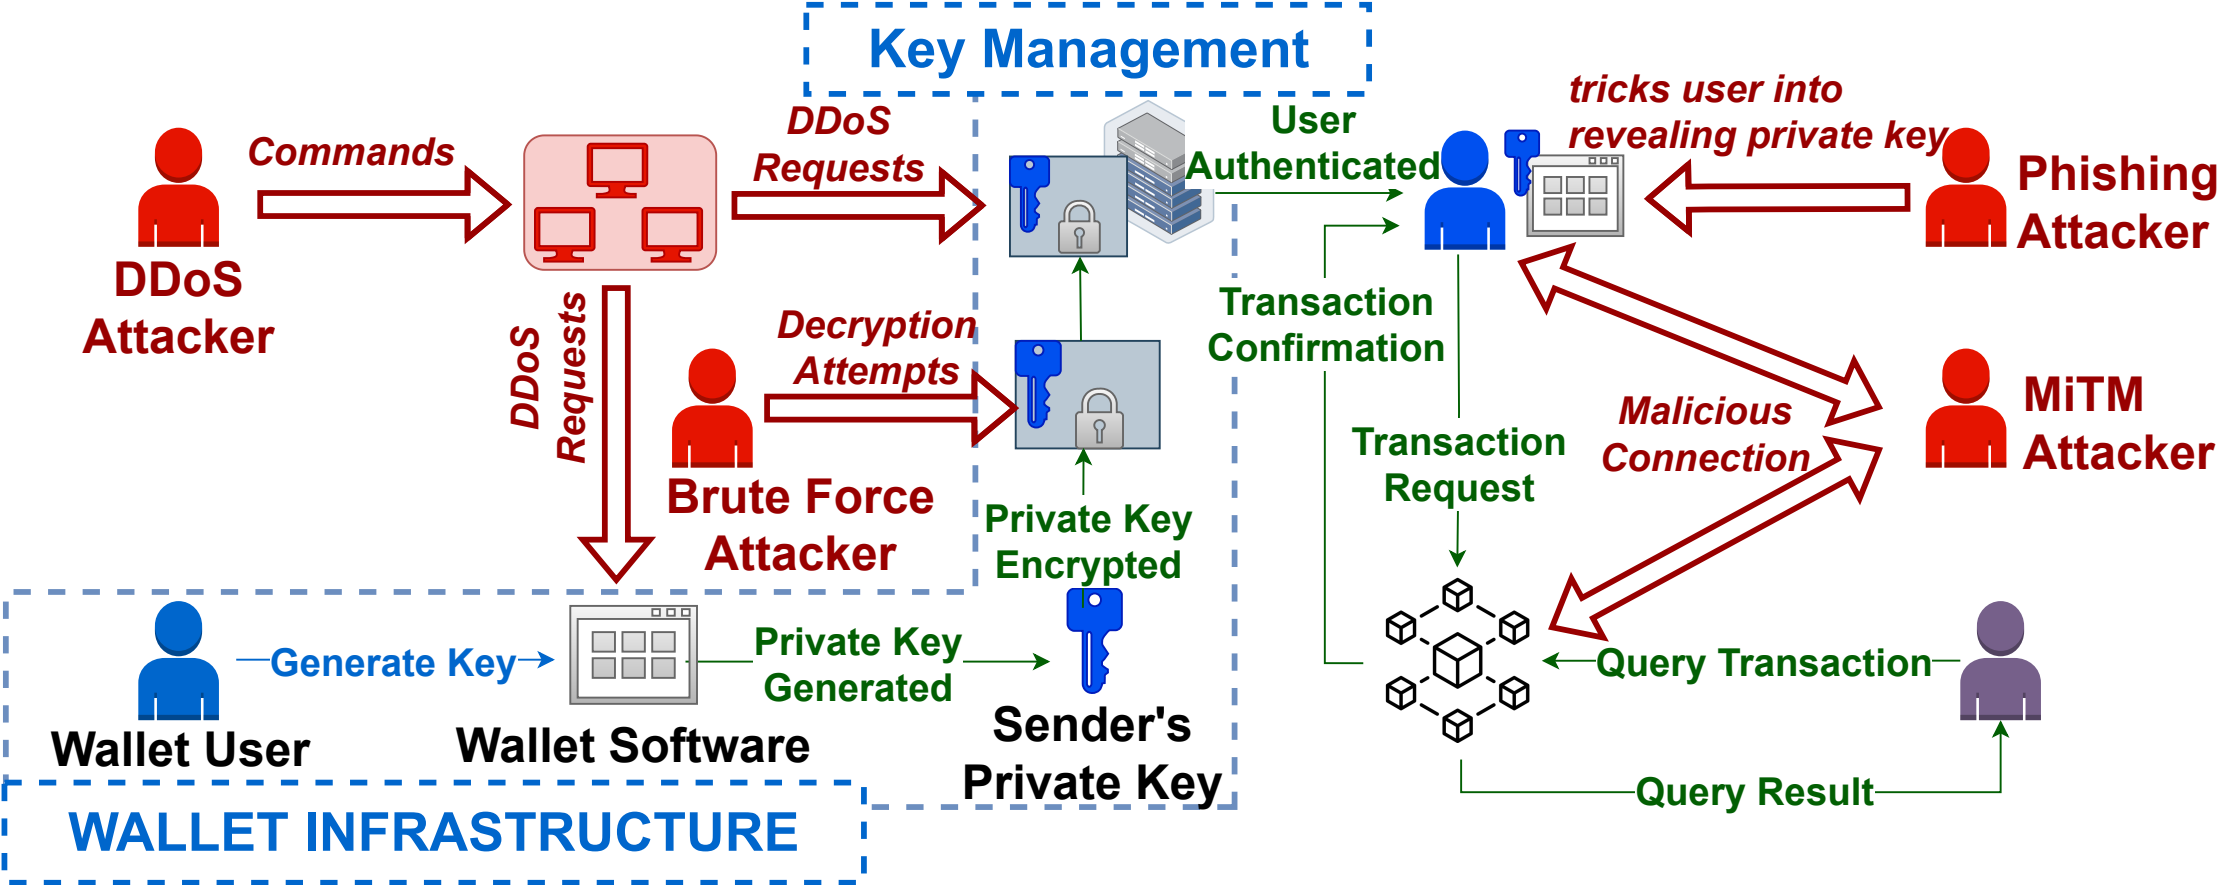 Key Management
tricks user into
revealing private key
Commands
DDoS
Requests
User
Authenticated
Phishing
Attacker
DDoS
Attacker
DDoS
Requests
Decryption
Attempts
Transaction
Confirmation
Malicious
Connection
MiTM
Attacker
Transaction
Request
Brute Force
Attacker
Private Key
Encrypted
Generate Key
Private Key
Generated
Query Transaction
Wallet User
Wallet Software
Sender's
Private Key
Query Result
WALLET INFRASTRUCTURE